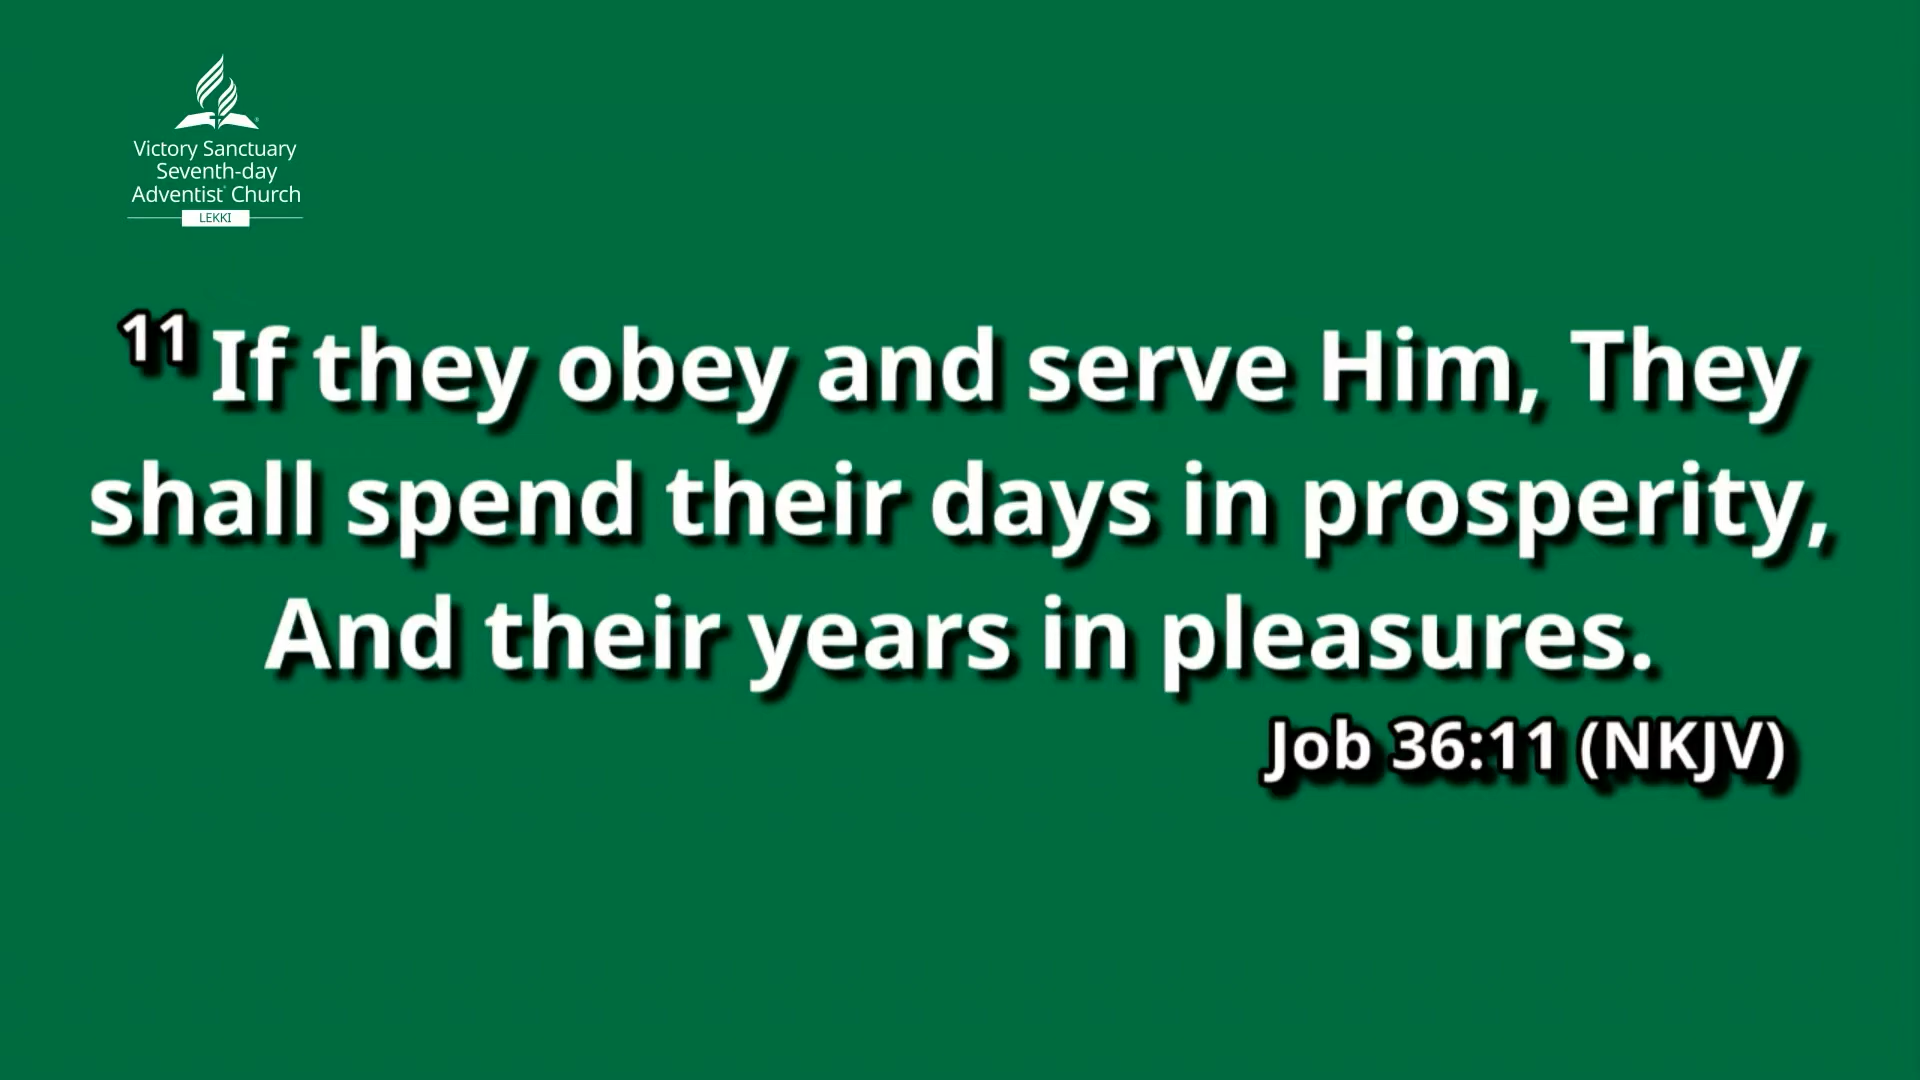 Victory Sanctuary
Seventh-day
Adventist® Church
LEKKI
11 If they obey and serve Him, They
shall spend their days in prosperity,
And their years in pleasures.
Job 36:11 (NKJV)